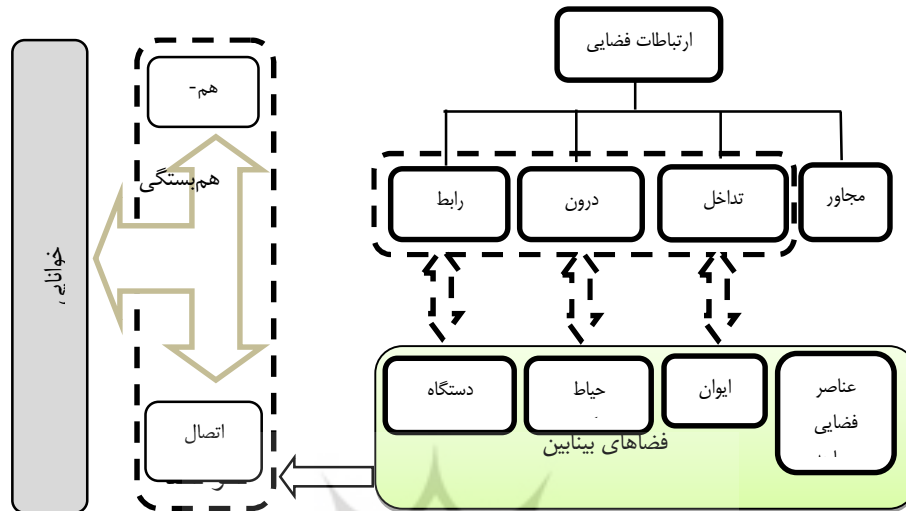 ارتباطات فضایی
مجاور
تداخل
درون
رابط
عناصر
فضایی
ایوان
حیاط
دستگاه
فضاهای بینابین
هم-
هم‌بستگی
اتصال
خوانایی،